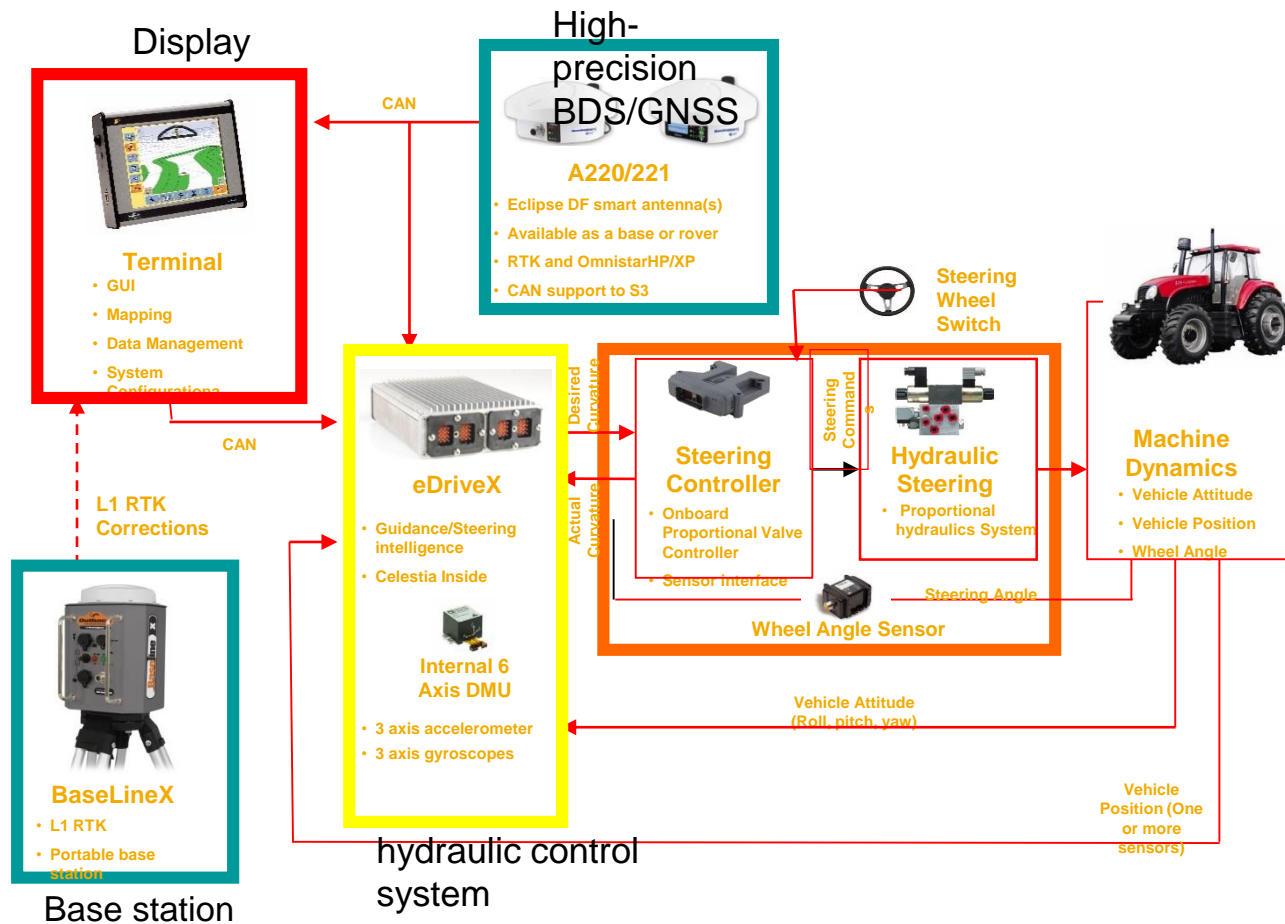 Display
High-
precision
BDS/GNSS
CAN
A220/221
• Eclipse DF smart antenna(s)
• Available as a base or rover
• RTK and OmnistarHP/XP
• CAN support to S3
Terminal
• GUI
• Mapping
• Data Management
• System
Configurationa
CAN
Steering
Wheel
Switch
L1 RTK
Corrections
eDriveX
• Guidance/Steering
intelligence
• Celestia Inside
Internal 6
Axis DMU
• 3 axis accelerometer
• 3 axis gyroscopes
Desired
Curvature
Actual
Curvature
Steering
Controller
• Onboard
Proportional Valve
Controller
• Sensor interface
Steering
Command
s
Hydraulic
Steering
• Proportional
hydraulics System
Steering Angle
Wheel Angle Sensor
Machine
Dynamics
• Vehicle Attitude
• Vehicle Position
• Wheel Angle
Vehicle Attitude
(Roll, pitch, yaw)
Vehicle
Position (One
or more
sensors)
BaseLineX
• L1 RTK
• Portable base
station
hydraulic control
system
Base station